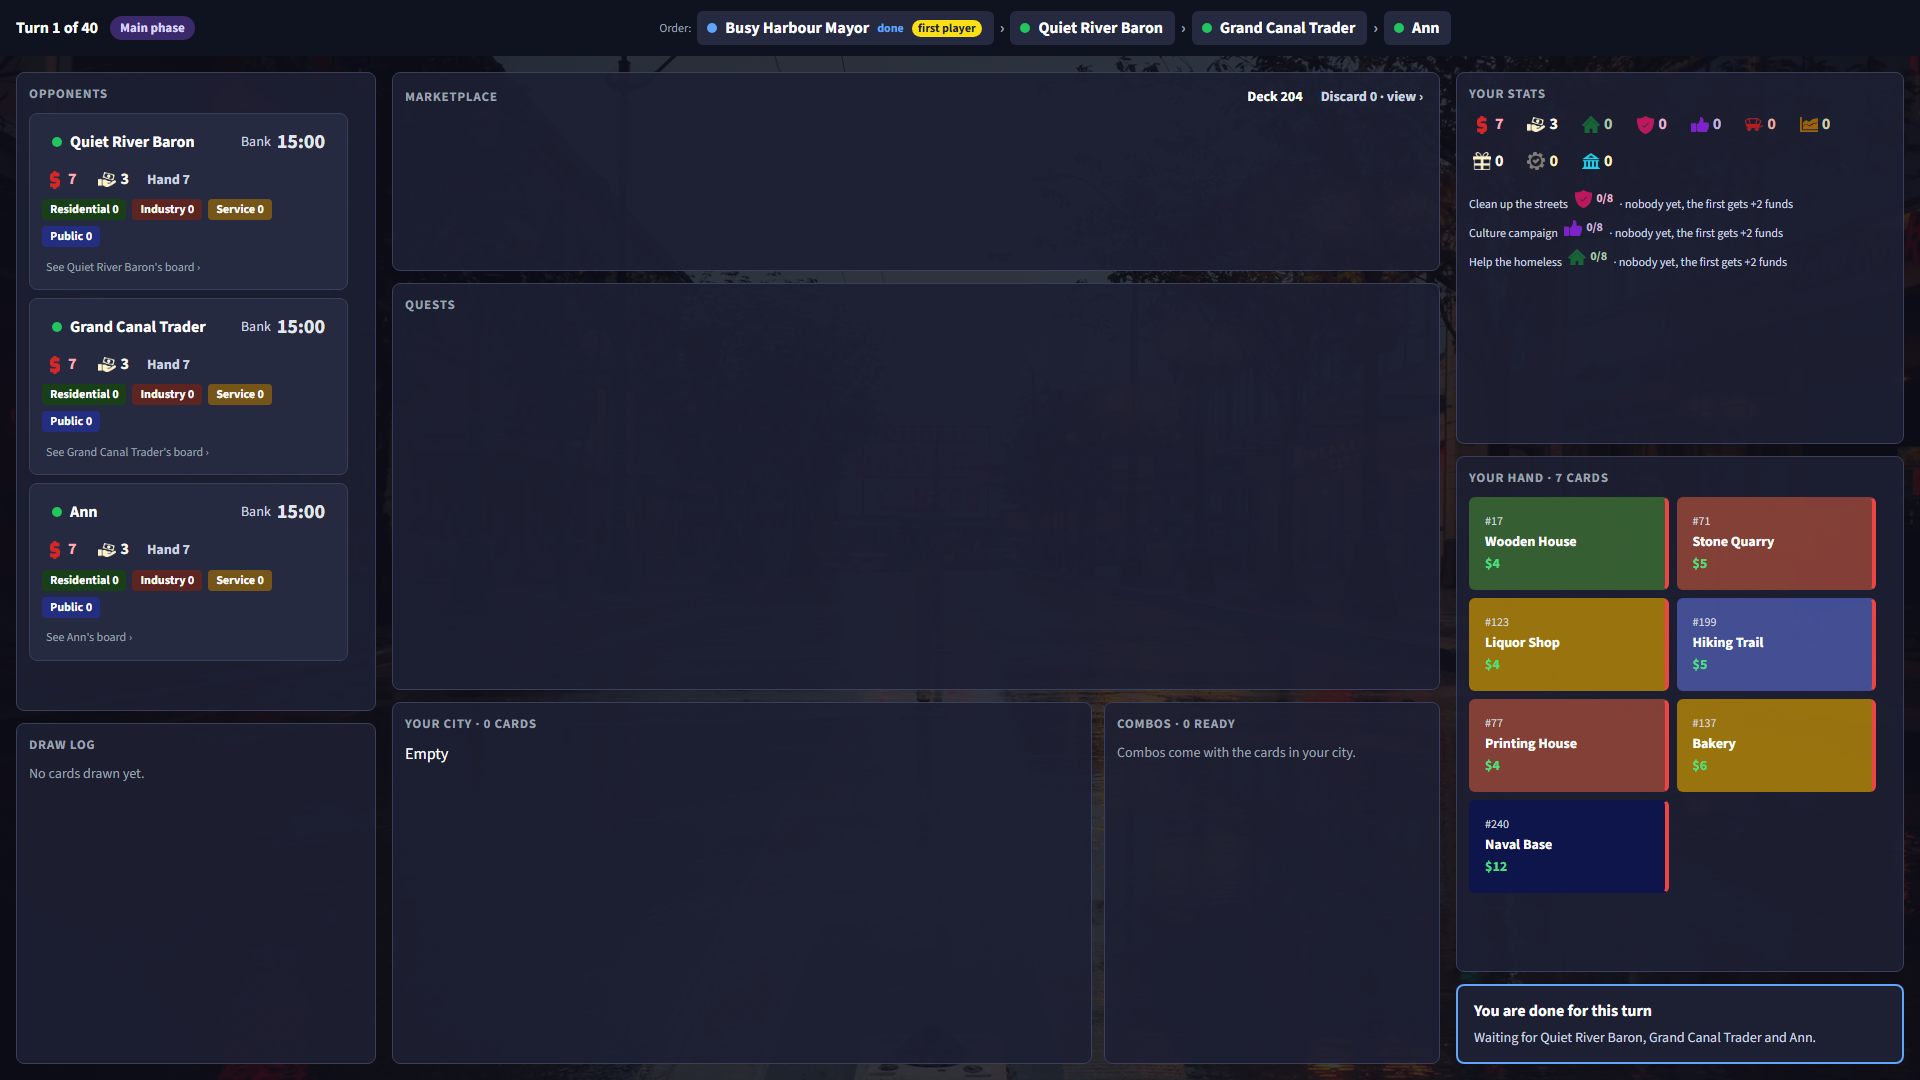 Turn 1 of 40
Main phase
Order:
Busy Harbour Mayor done first player
›
Quiet River Baron
›
Grand Canal Trader
›
Ann
OPPONENTS
Quiet River Baron
Bank 15:00
7
3
Hand 7
Residential 0
Industry 0
Service 0
Public 0
See Quiet River Baron's board ›
Grand Canal Trader
Bank 15:00
7
3
Hand 7
Residential 0
Industry 0
Service 0
Public 0
See Grand Canal Trader's board ›
Ann
Bank 15:00
7
3
Hand 7
Residential 0
Industry 0
Service 0
Public 0
See Ann's board ›
DRAW LOG
No cards drawn yet.
MARKETPLACE
Deck 204
Discard 0 · view ›
QUESTS
YOUR CITY · 0 CARDS
Empty
COMBOS · 0 READY
Combos come with the cards in your city.
YOUR STATS
7
3
0
0
0
0
0
0
0
0
Clean up the streets 0/8 · nobody yet, the first gets +2 funds
Culture campaign 0/8 · nobody yet, the first gets +2 funds
Help the homeless 0/8 · nobody yet, the first gets +2 funds
YOUR HAND · 7 CARDS
#17
Wooden House
$4
#71
Stone Quarry
$5
#123
Liquor Shop
$4
#199
Hiking Trail
$5
#77
Printing House
$4
#137
Bakery
$6
#240
Naval Base
$12
You are done for this turn
Waiting for Quiet River Baron, Grand Canal Trader and Ann.